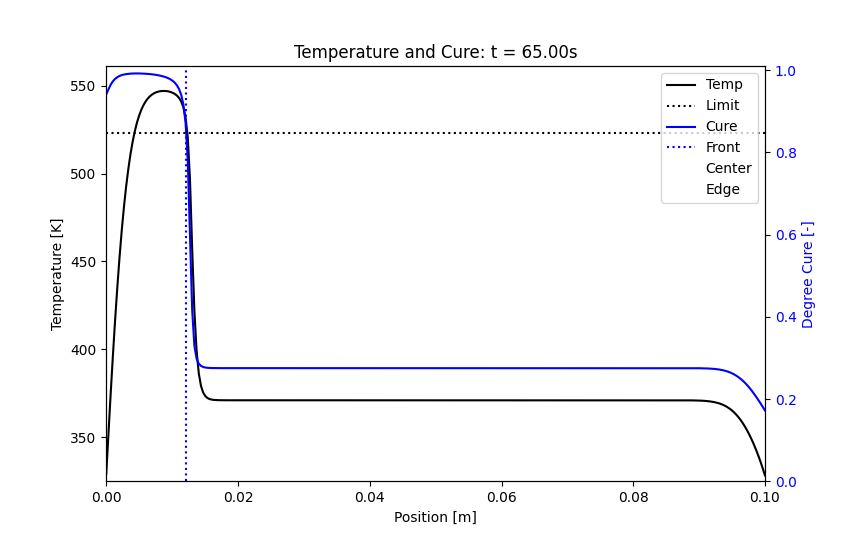 Temperature and Cure: t = 65.00s
Temperature [K]
550
500
450
400
350
Temp
Limit
Cure
Front
Center
Edge
1.0
0.8
0.6
0.4
0.2
0.0
Degree Cure [-]
0.00 0.02 0.04 0.06 0.08 0.10
Position [m]